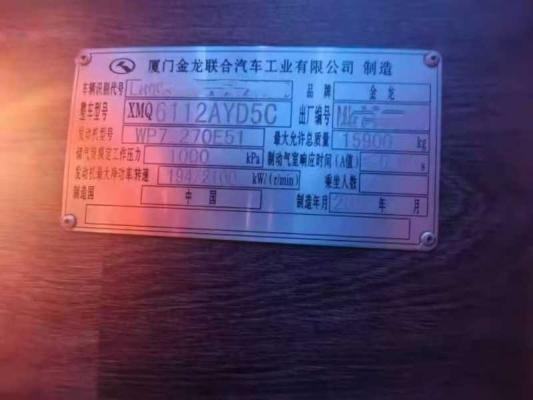 厦门金龙联合汽车工业有限公司 制造
车辆识别代号 品牌 金龙
整车型号 XMQ6112AYD5C 出厂编号
发动机型号 WP7.270E51 最大允许总质量 15900 kg
储气筒额定工作压力 1000 kPa 制动气室响应时间(A值) s
发动机最大净功率/转速 194/2100 kW/(r/min) 乘坐人数
制造国 中国 制造年月 年 月